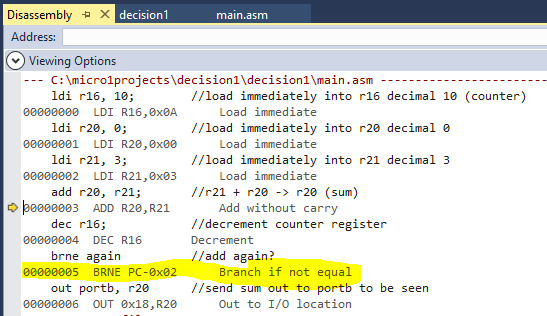 Disassembly decision1 main.asm
Address:
Viewing Options
--- C:\micro1projects\decision1\decision1\main.asm -----------------------
ldi r16, 10; //load immediately into r16 decimal 10 (counter)
00000000 LDI R16,0x0A Load immediate
ldi r20, 0; //load immediately into r20 decimal 0
00000001 LDI R20,0x00 Load immediate
ldi r21, 3; //load immediately into r21 decimal 3
00000002 LDI R21,0x03 Load immediate
add r20, r21; //r21 + r20 -> r20 (sum)
00000003 ADD R20,R21 Add without carry
dec r16; //decrement counter register
00000004 DEC R16 Decrement
brne again //add again?
00000005 BRNE PC-0x02 Branch if not equal
out portb, r20 //send sum out to portb to be seen
00000006 OUT 0x18,R20 Out to I/O location